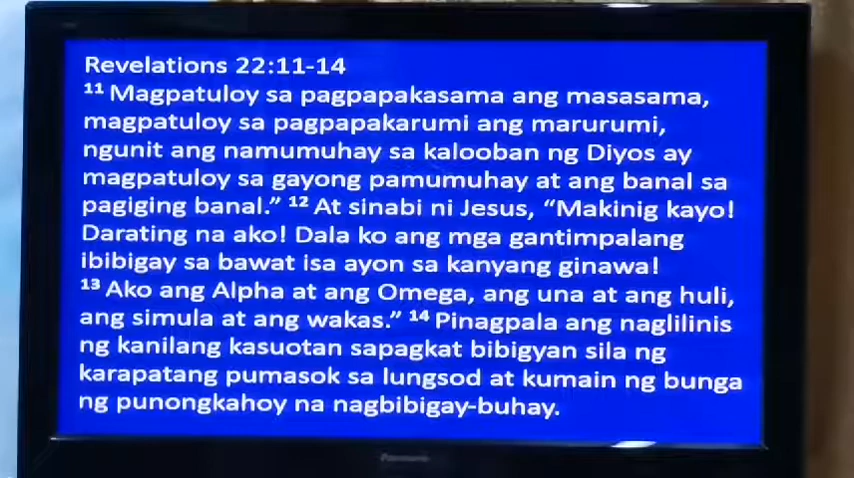 Revelations 22:11-14
¹¹ Magpatuloy sa pagpapakasama ang masasama,
magpatuloy sa pagpapakarumi ang marurumi,
ngunit ang namumuhay sa kalooban ng Diyos ay
magpatuloy sa gayong pamumuhay at ang banal sa
pagiging banal.” ¹² At sinabi ni Jesus, “Makinig kayo!
Darating na ako! Dala ko ang mga gantimpalang
ibibigay sa bawat isa ayon sa kanyang ginawa!
¹³ Ako ang Alpha at ang Omega, ang una at ang huli,
ang simula at ang wakas.” ¹⁴ Pinagpala ang naglilinis
ng kanilang kasuotan sapagkat bibigyan sila ng
karapatang pumasok sa lungsod at kumain ng bunga
ng punongkahoy na nagbibigay-buhay.
Panasonic